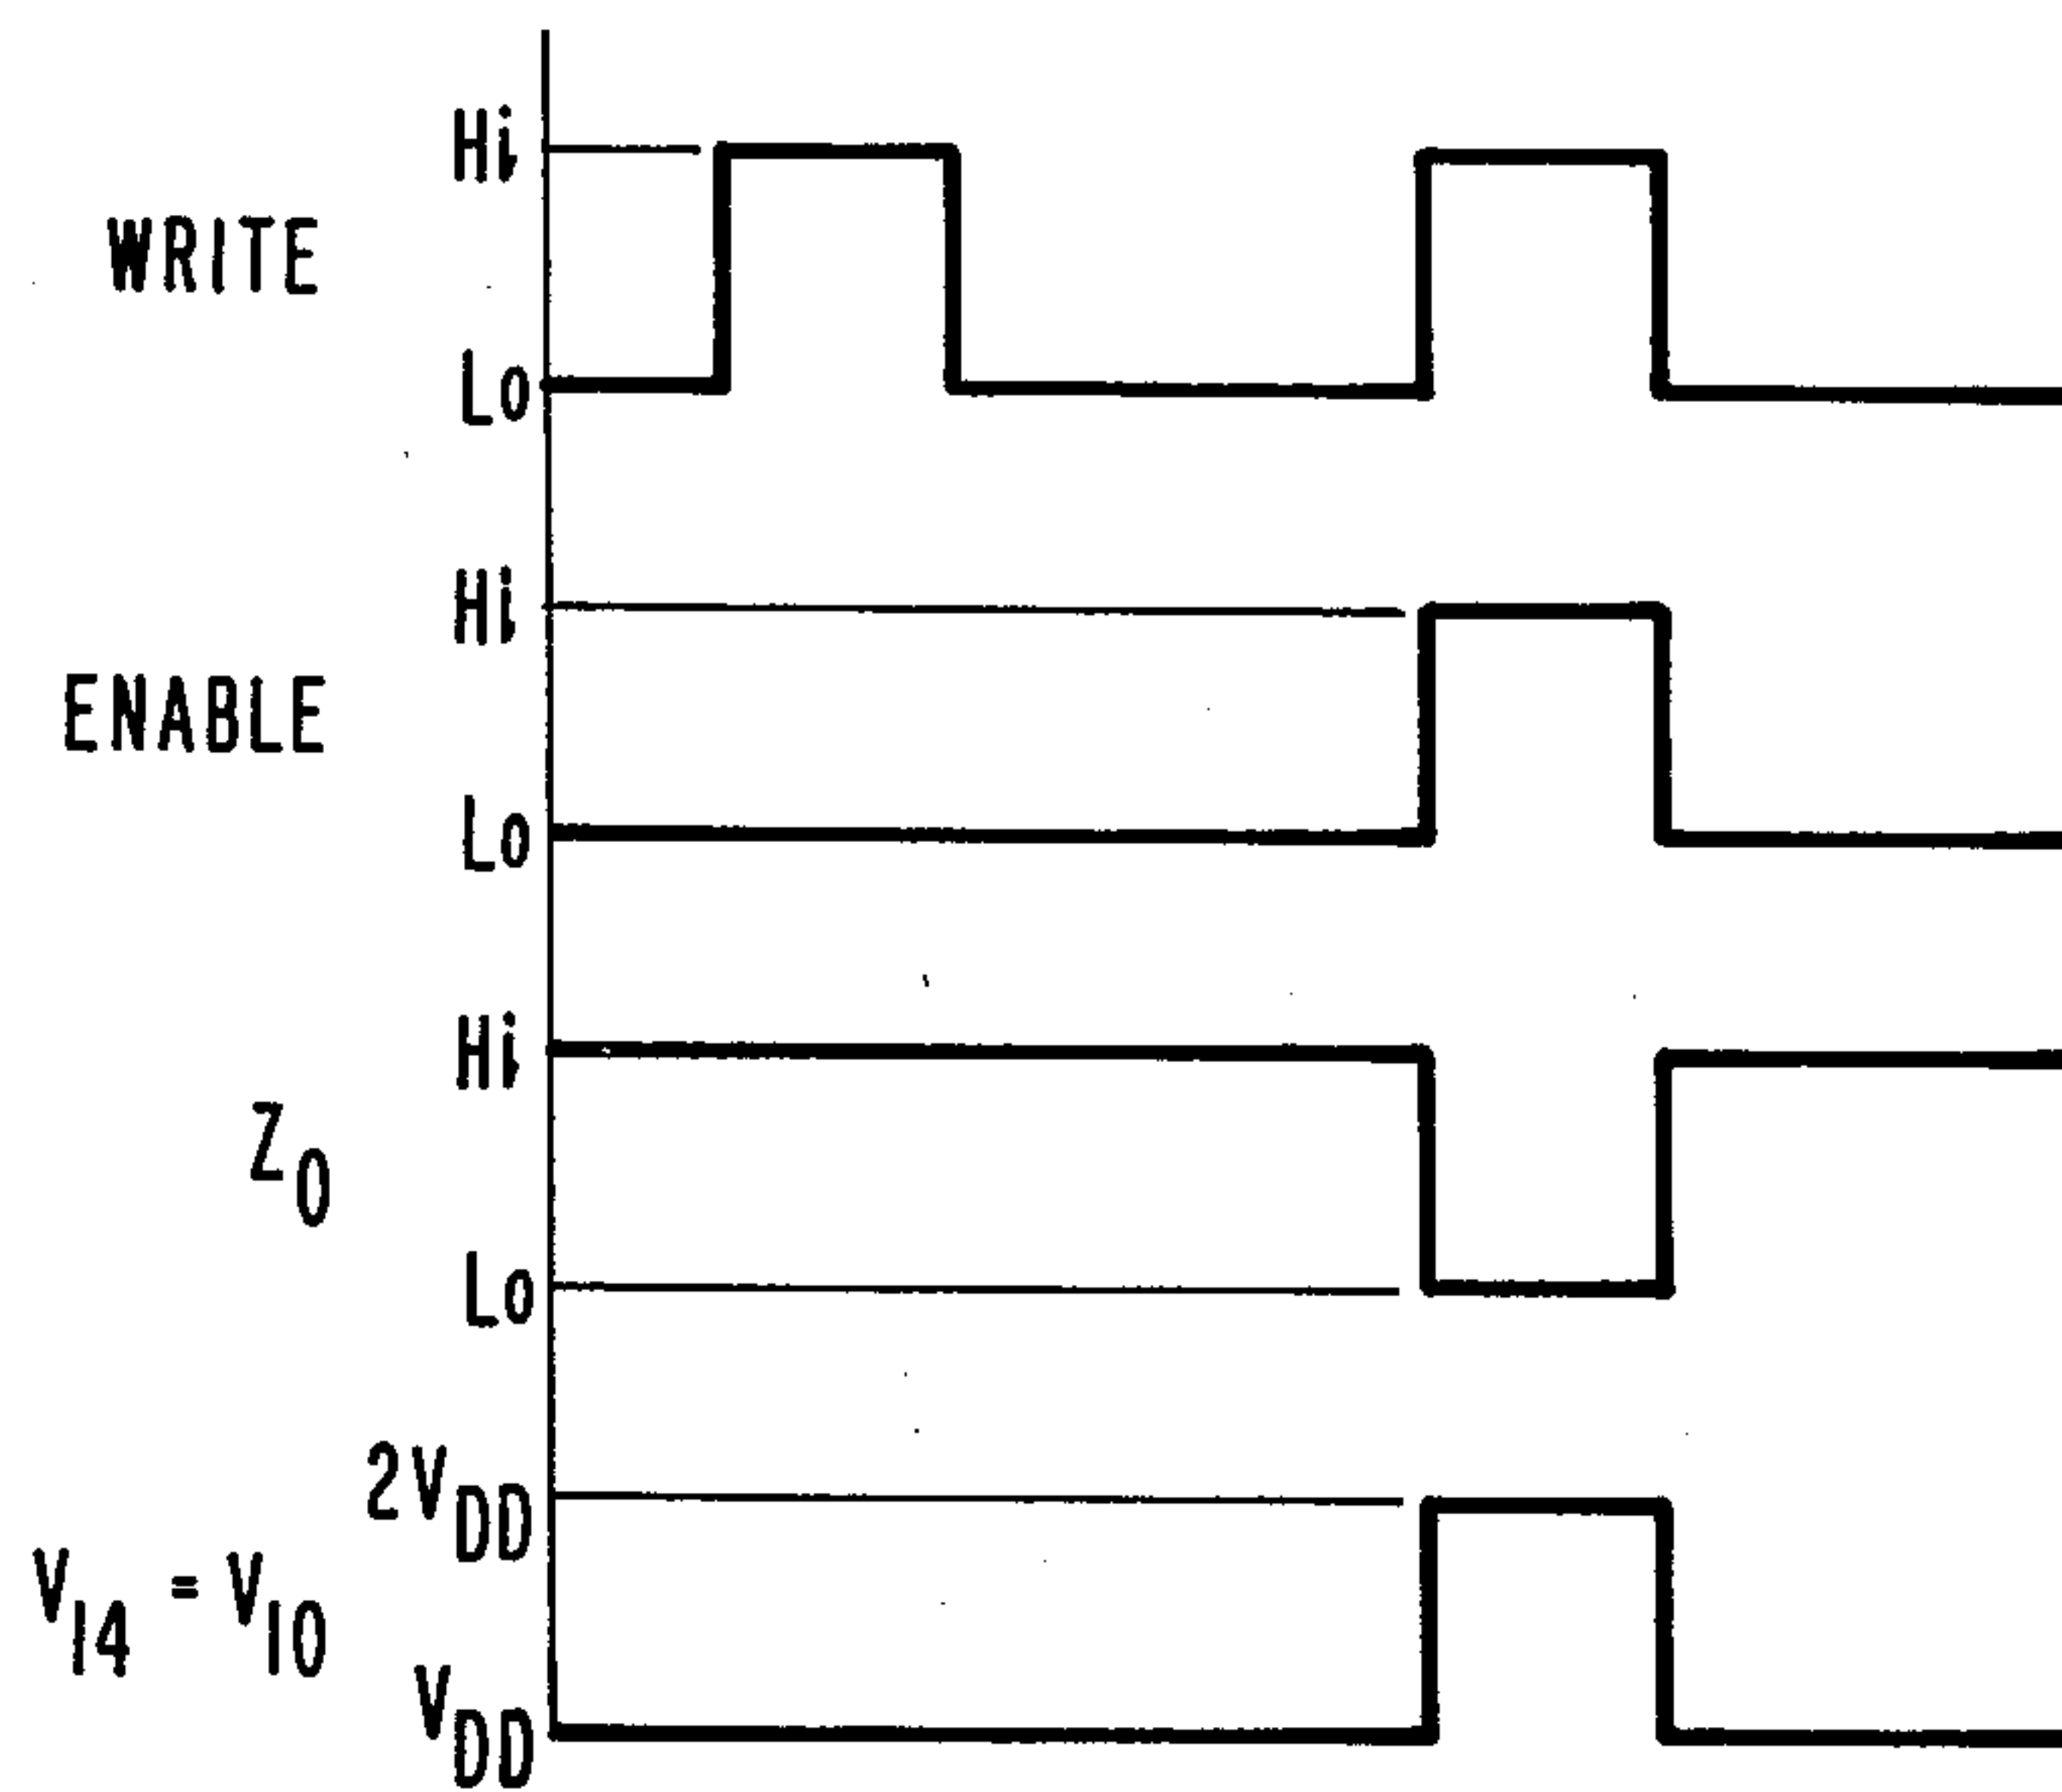 Hi
WRITE
Lo
Hi
ENABLE
Lo
Hi
Z0
Lo
2VDD
V14 = V10
VDD